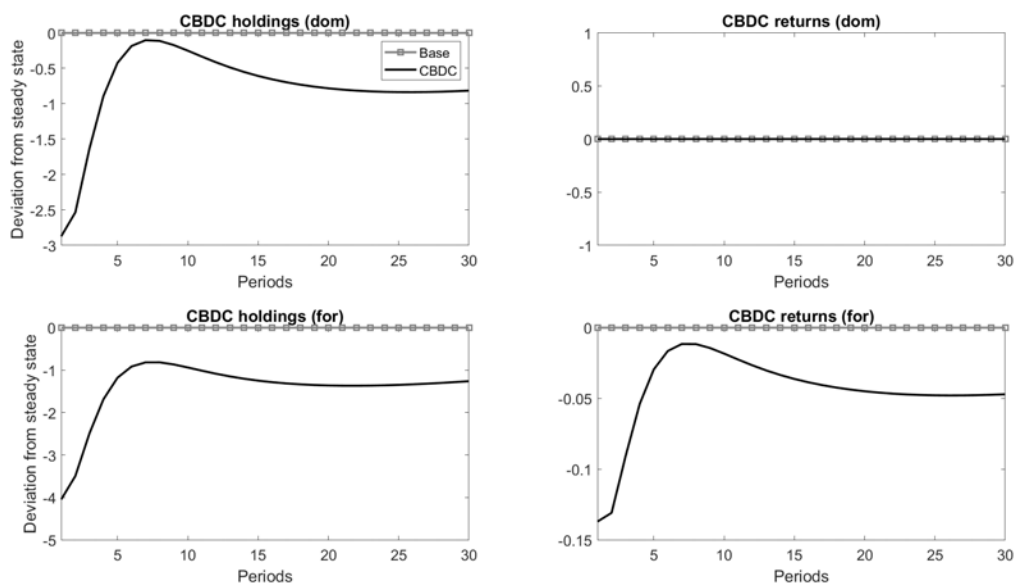 CBDC holdings (dom)
Deviation from steady state
0
-0.5
-1
-1.5
-2
-2.5
-3
Base
CBDC
5 10 15 20 25 30
Periods
CBDC returns (dom)
1
0.5
0
-0.5
-1
5 10 15 20 25 30
Periods
CBDC holdings (for)
Deviation from steady state
0
-1
-2
-3
-4
-5
5 10 15 20 25 30
Periods
CBDC returns (for)
0
-0.05
-0.1
-0.15
5 10 15 20 25 30
Periods